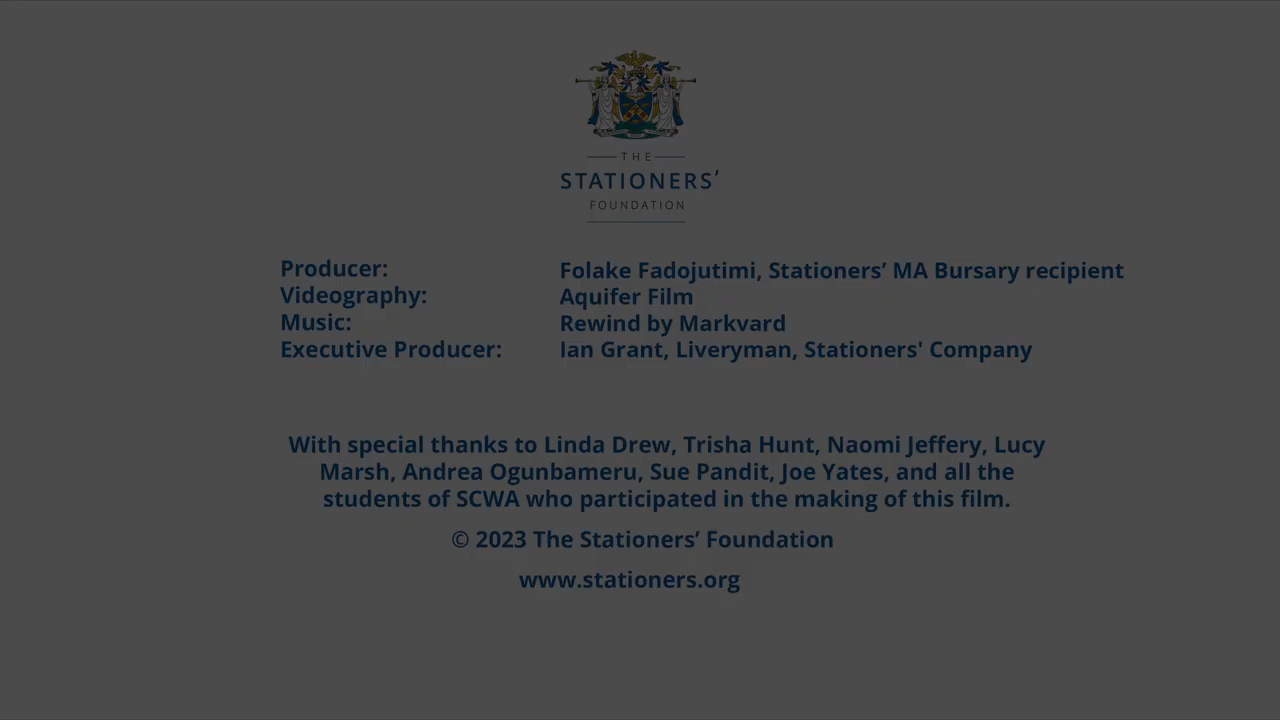 THE
STATIONERS’
FOUNDATION
Producer: Folake Fadojutimi, Stationers’ MA Bursary recipient
Videography: Aquifer Film
Music: Rewind by Markvard
Executive Producer: Ian Grant, Liveryman, Stationers' Company
With special thanks to Linda Drew, Trisha Hunt, Naomi Jeffery, Lucy
Marsh, Andrea Ogunbameru, Sue Pandit, Joe Yates, and all the
students of SCWA who participated in the making of this film.
© 2023 The Stationers’ Foundation
www.stationers.org